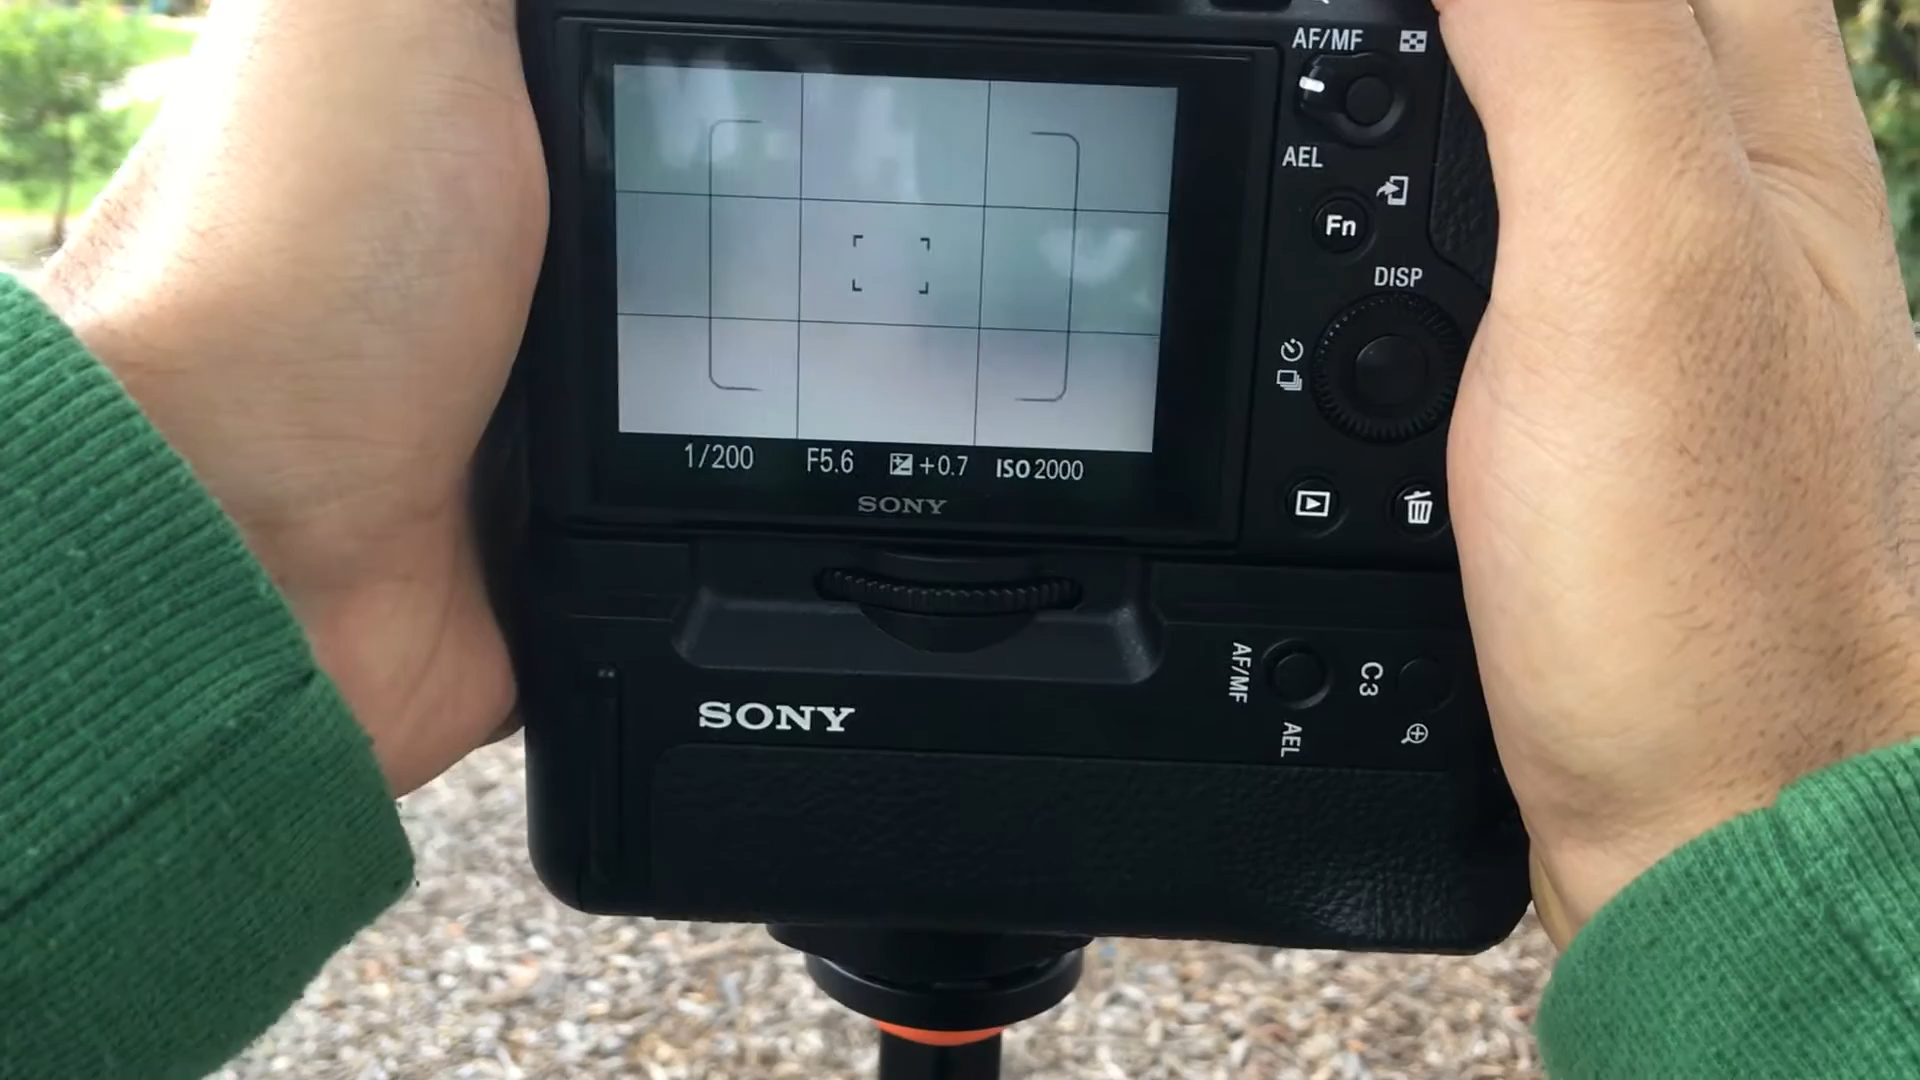 AF/MF
AEL
Fn
DISP
1/200 F5.6 +0.7 ISO 2000
SONY
SONY
AF/MF
AEL
C3